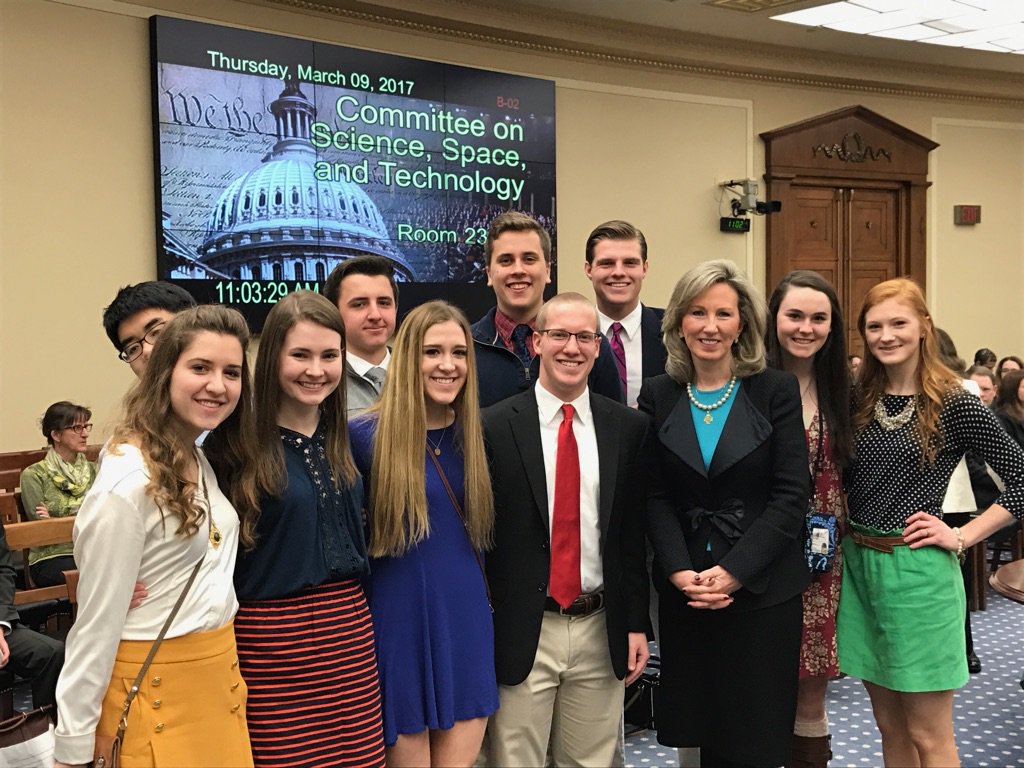 Thursday, March 09, 2017
B-02
Committee on
Science, Space,
and Technology
We the
Room 23
11:03:29 AM
1102